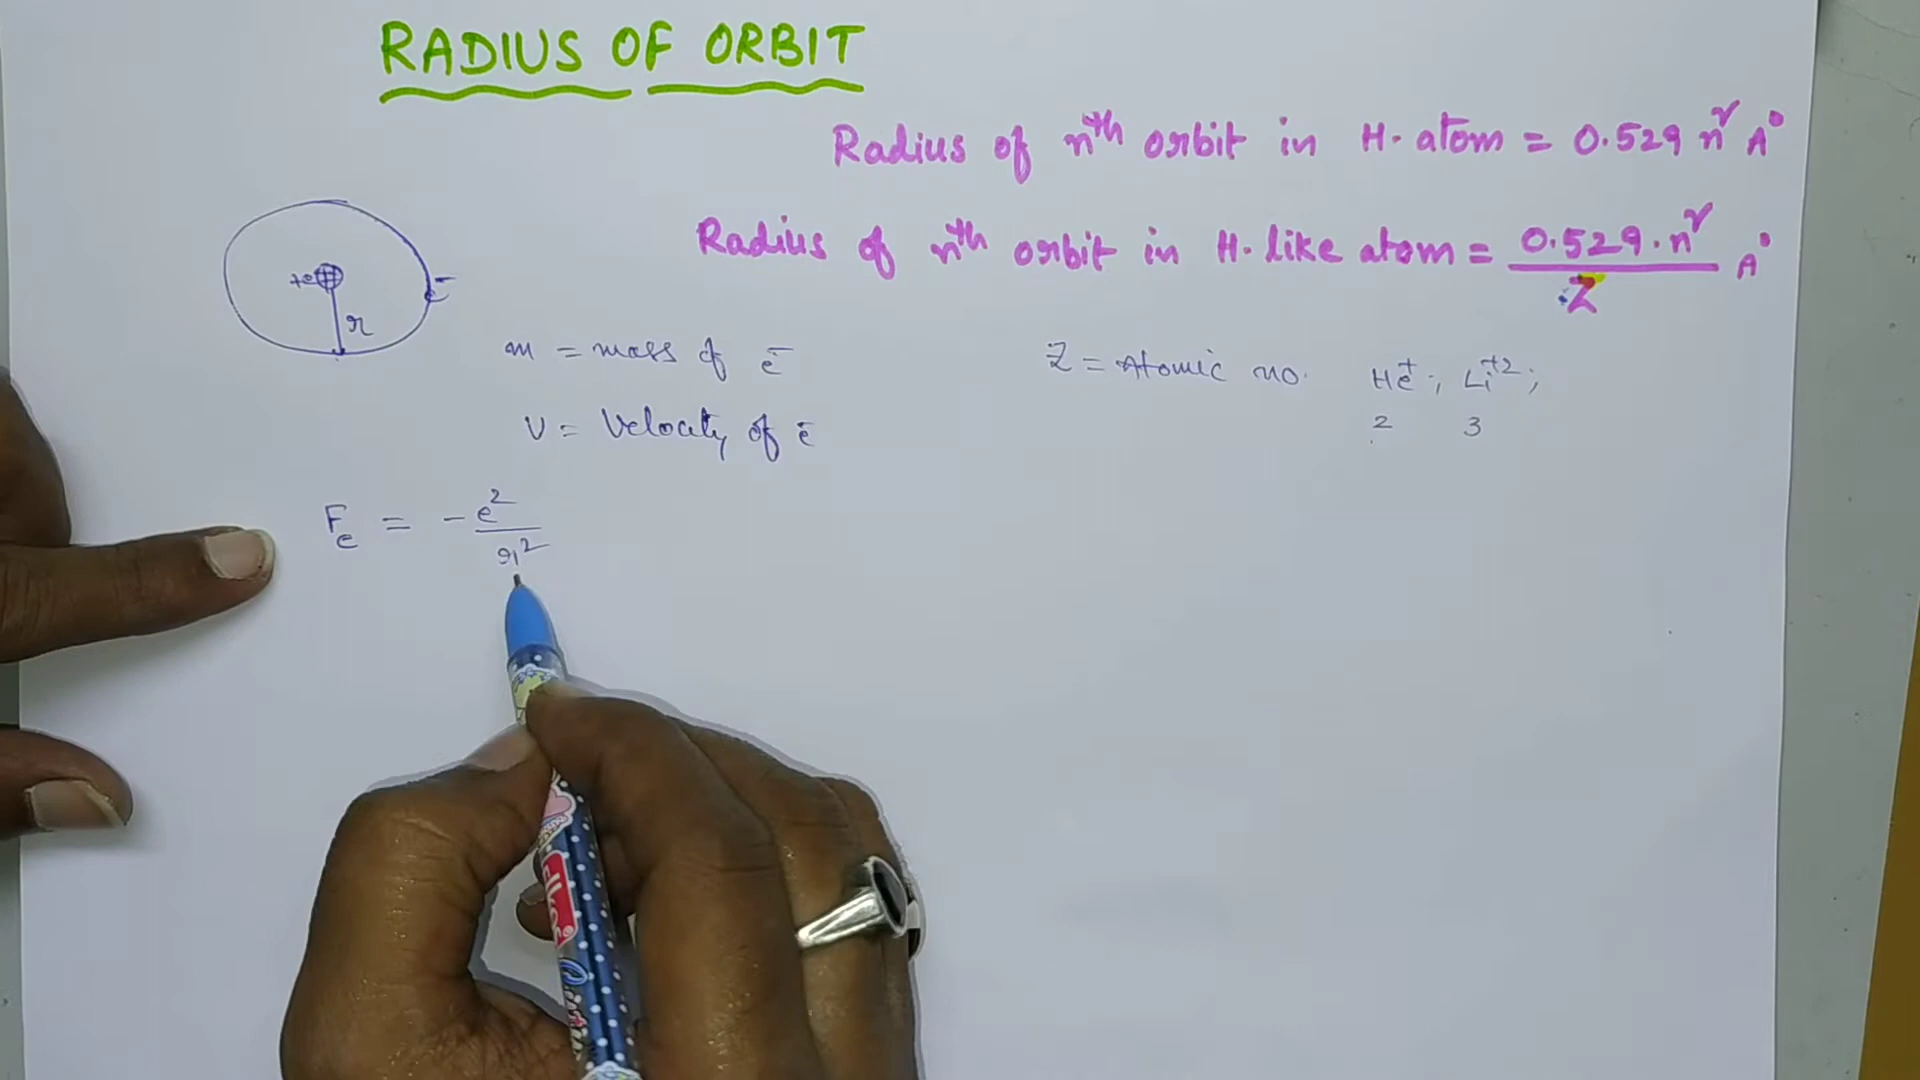 RADIUS OF ORBIT
Radius of nth orbit in H. atom = 0.529 n² A°
Radius of nth orbit in H. like atom = 0.529 . n² / Z A°
+e
e⁻
r
m = mass of e⁻
v = Velocity of e⁻
Z = Atomic no. He⁺; Li⁺²;
2 3
Fe = - e² / r²